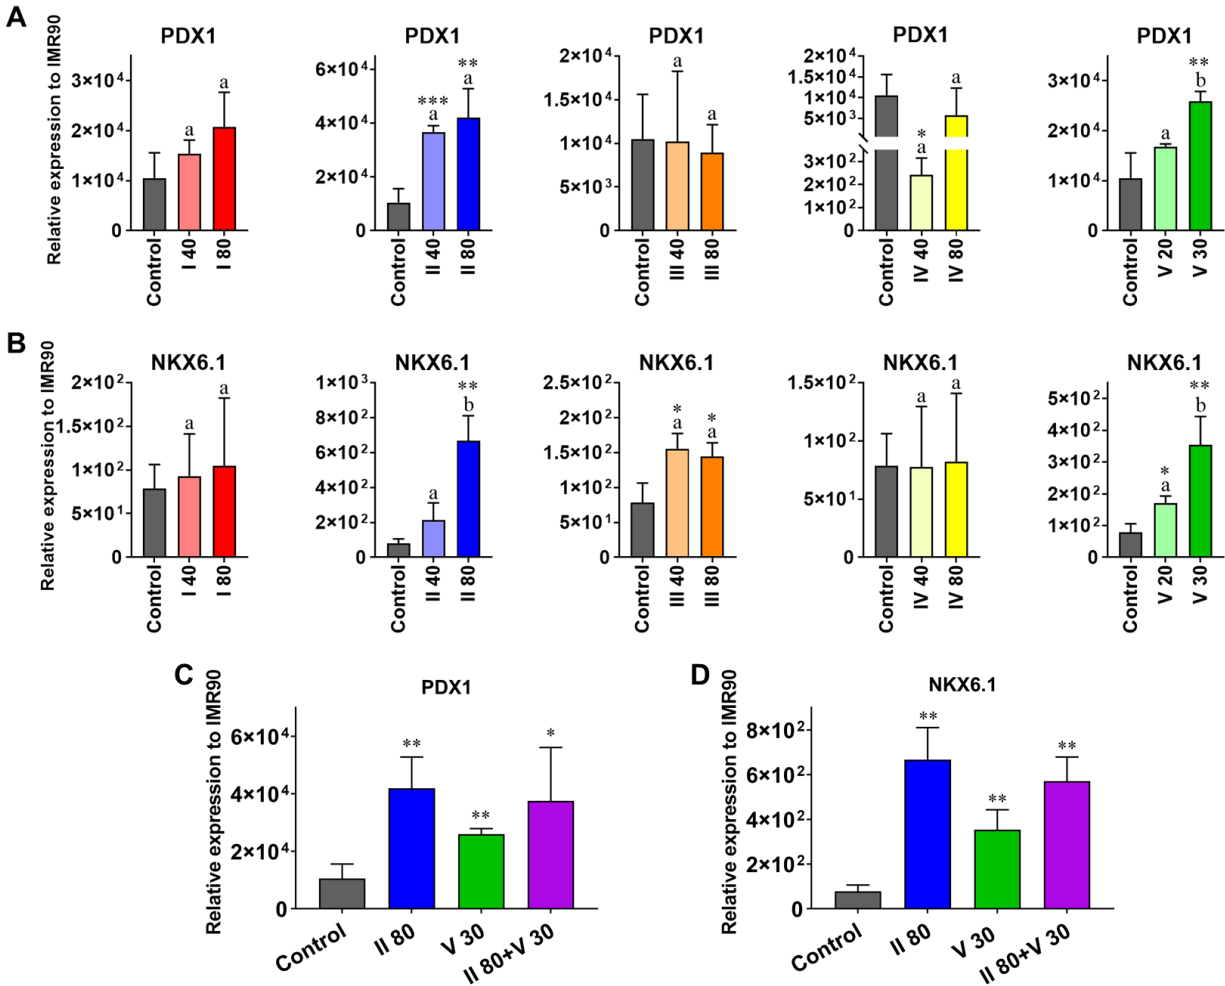 A
PDX1 PDX1 PDX1 PDX1 PDX1
Relative expression to IMR90
3×10⁴
2×10⁴
1×10⁴
0
a a
Control I 40 I 80
6×10⁴
4×10⁴
2×10⁴
0
*** **
a a
Control II 40 II 80
2×10⁴
1.5×10⁴
1×10⁴
5×10³
0
a a
Control III 40 III 80
2×10⁴
1.5×10⁴
1×10⁴
5×10³
3×10²
2×10²
1×10²
0
*
a a
Control IV 40 IV 80
3×10⁴
2×10⁴
1×10⁴
0
**
a b
Control V 20 V 30
B
NKX6.1 NKX6.1 NKX6.1 NKX6.1 NKX6.1
Relative expression to IMR90
2×10²
1.5×10²
1×10²
5×10¹
0
a a
Control I 40 I 80
1×10³
8×10²
6×10²
4×10²
2×10²
0
**
a b
Control II 40 II 80
2.5×10²
2×10²
1.5×10²
1×10²
5×10¹
0
* *
a a
Control III 40 III 80
1.5×10²
1×10²
5×10¹
0
a a
Control IV 40 IV 80
5×10²
4×10²
3×10²
2×10²
1×10²
0
* **
a b
Control V 20 V 30
C
PDX1
Relative expression to IMR90
6×10⁴
4×10⁴
2×10⁴
0
** ** *
Control II 80 V 30 II 80+V 30
D
NKX6.1
Relative expression to IMR90
8×10²
6×10²
4×10²
2×10²
0
** ** **
Control II 80 V 30 II 80+V 30